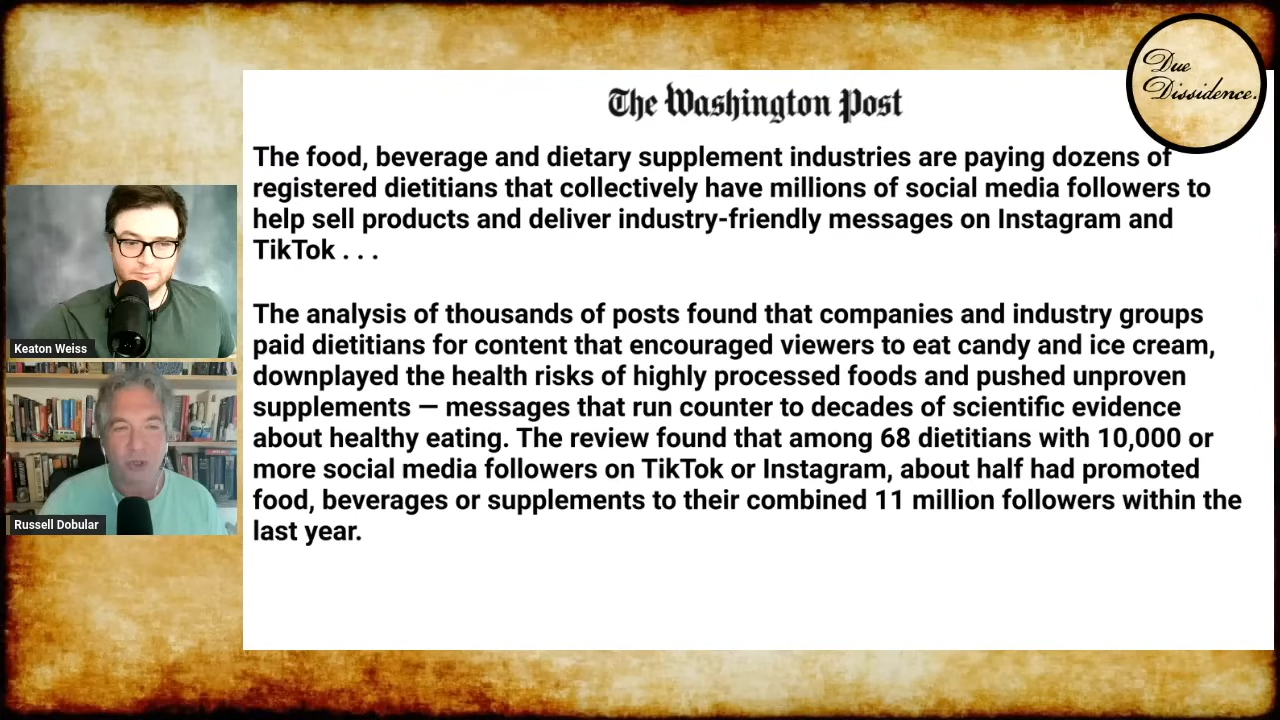 Due
Dissidence.
The Washington Post
The food, beverage and dietary supplement industries are paying dozens of
registered dietitians that collectively have millions of social media followers to
help sell products and deliver industry-friendly messages on Instagram and
TikTok . . .
The analysis of thousands of posts found that companies and industry groups
paid dietitians for content that encouraged viewers to eat candy and ice cream,
downplayed the health risks of highly processed foods and pushed unproven
supplements — messages that run counter to decades of scientific evidence
about healthy eating. The review found that among 68 dietitians with 10,000 or
more social media followers on TikTok or Instagram, about half had promoted
food, beverages or supplements to their combined 11 million followers within the
last year.
Keaton Weiss
Russell Dobular